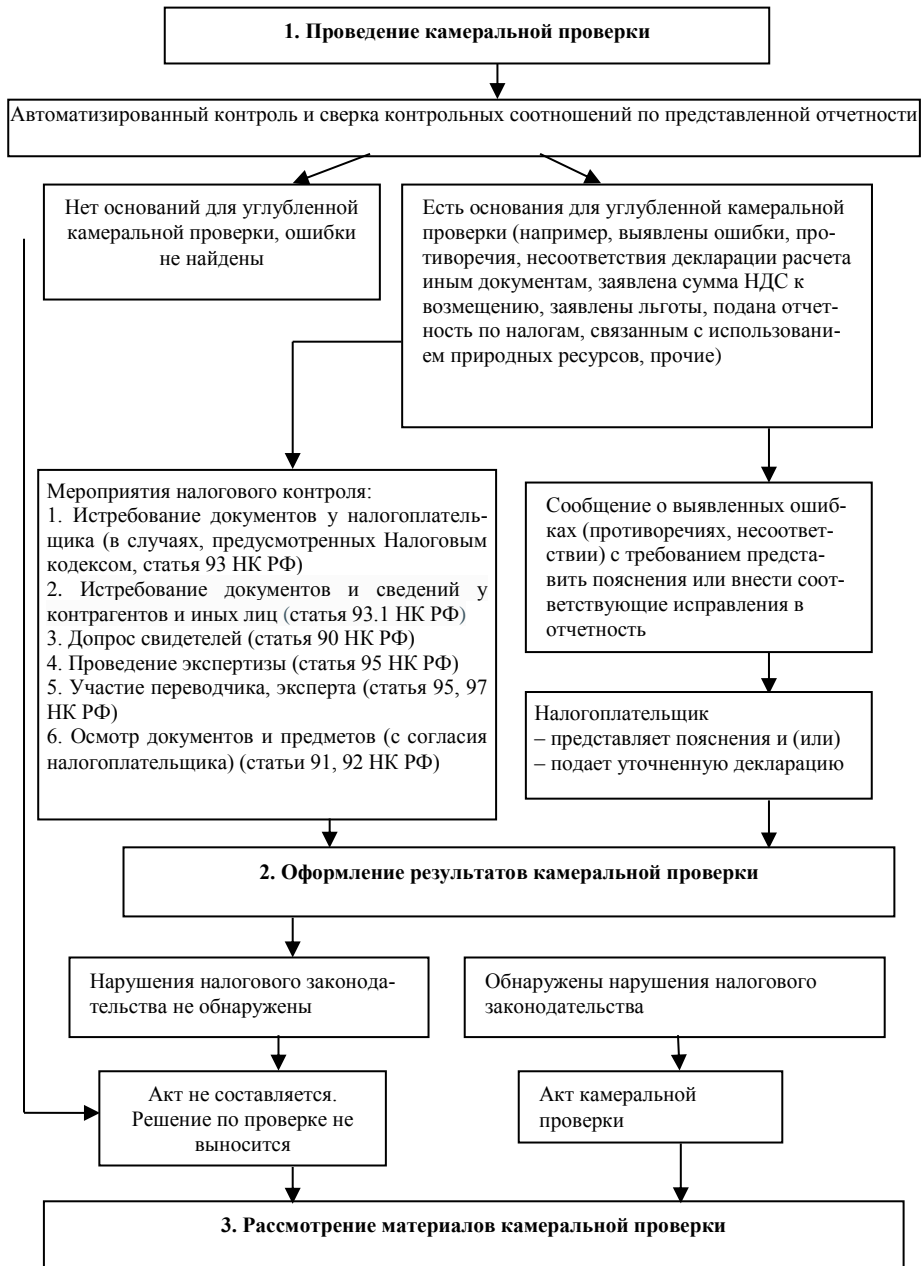 1. Проведение камеральной проверки
Автоматизированный контроль и сверка контрольных соотношений по представленной отчетности
Нет оснований для углубленной
камеральной проверки, ошибки
не найдены
Есть основания для углубленной камеральной
проверки (например, выявлены ошибки, про-
тиворечия, несоответствия декларации расчета
иным документам, заявлена сумма НДС к
возмещению, заявлены льготы, подана отчет-
ность по налогам, связанным с использовани-
ем природных ресурсов, прочие)
Мероприятия налогового контроля:
1. Истребование документов у налогоплатель-
щика (в случаях, предусмотренных Налоговым
кодексом, статья 93 НК РФ)
2. Истребование документов и сведений у
контрагентов и иных лиц (статья 93.1 НК РФ)
3. Допрос свидетелей (статья 90 НК РФ)
4. Проведение экспертизы (статья 95 НК РФ)
5. Участие переводчика, эксперта (статья 95, 97
НК РФ)
6. Осмотр документов и предметов (с согласия
налогоплательщика) (статьи 91, 92 НК РФ)
Сообщение о выявленных ошиб-
ках (противоречиях, несоответ-
ствии) с требованием предста-
вить пояснения или внести соот-
ветствующие исправления в
отчетность
Налогоплательщик
– представляет пояснения и (или)
– подает уточненную декларацию
2. Оформление результатов камеральной проверки
Нарушения налогового законода-
тельства не обнаружены
Обнаружены нарушения налогового
законодательства
Акт не составляется.
Решение по проверке не
выносится
Акт камеральной
проверки
3. Рассмотрение материалов камеральной проверки